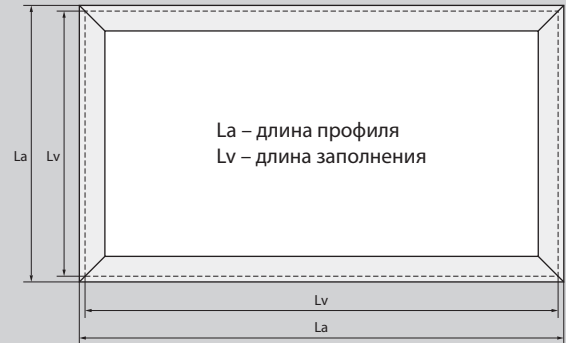 La – длина профиля
Lv – длина заполнения
La
Lv
Lv
La